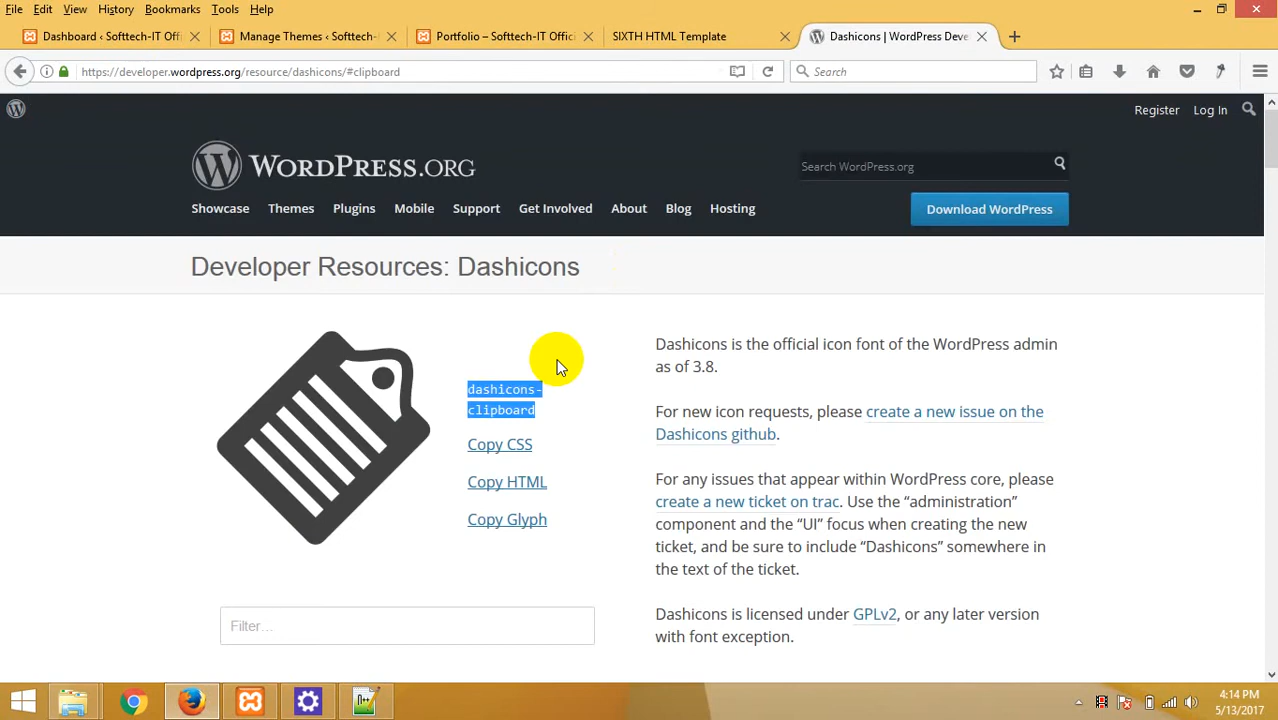 File Edit View History Bookmarks Tools Help
Dashboard ‹ Softtech-IT Offi
Manage Themes ‹ Softtech-
Portfolio – Softtech-IT Offici
SIXTH HTML Template
Dashicons | WordPress Deve
https://developer.wordpress.org/resource/dashicons/#clipboard
Search
Register Log In
WORDPRESS.ORG
Search WordPress.org
Showcase Themes Plugins Mobile Support Get Involved About Blog Hosting
Download WordPress
Developer Resources: Dashicons
dashicons-
clipboard
Copy CSS
Copy HTML
Copy Glyph
Filter...
Dashicons is the official icon font of the WordPress admin
as of 3.8.
For new icon requests, please create a new issue on the
Dashicons github.
For any issues that appear within WordPress core, please
create a new ticket on trac. Use the “administration”
component and the “UI” focus when creating the new
ticket, and be sure to include “Dashicons” somewhere in
the text of the ticket.
Dashicons is licensed under GPLv2, or any later version
with font exception.
4:14 PM
5/13/2017